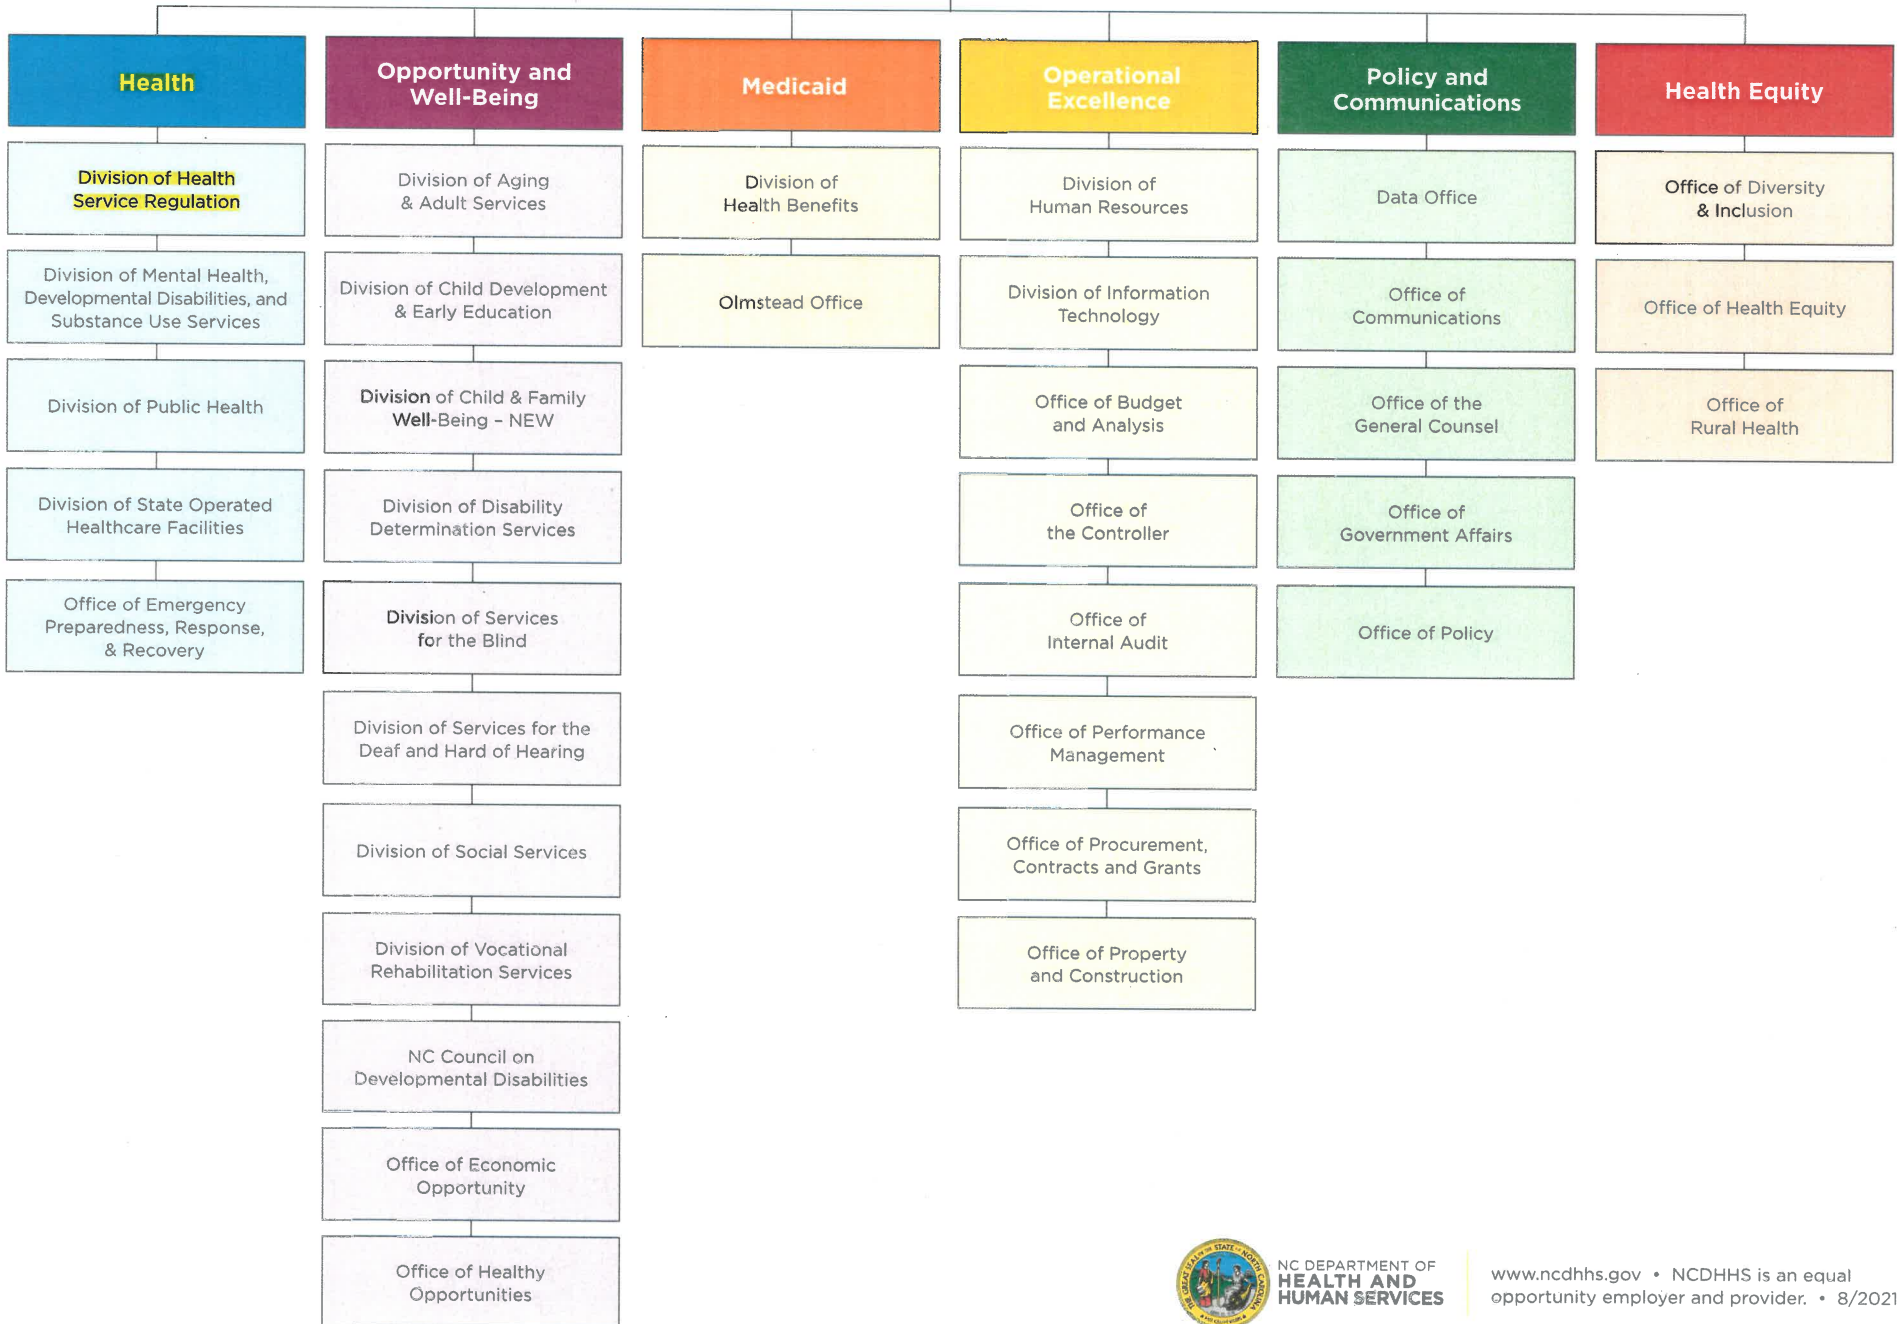 Health
Division of Health
Service Regulation
Division of Mental Health,
Developmental Disabilities, and
Substance Use Services
Division of Public Health
Division of State Operated
Healthcare Facilities
Office of Emergency
Preparedness, Response,
& Recovery
Opportunity and
Well-Being
Division of Aging
& Adult Services
Division of Child Development
& Early Education
Division of Child & Family
Well-Being – NEW
Division of Disability
Determination Services
Division of Services
for the Blind
Division of Services for the
Deaf and Hard of Hearing
Division of Social Services
Division of Vocational
Rehabilitation Services
NC Council on
Developmental Disabilities
Office of Economic
Opportunity
Office of Healthy
Opportunities
Medicaid
Division of
Health Benefits
Olmstead Office
Operational
Excellence
Division of
Human Resources
Division of Information
Technology
Office of Budget
and Analysis
Office of
the Controller
Office of
Internal Audit
Office of Performance
Management
Office of Procurement,
Contracts and Grants
Office of Property
and Construction
Policy and
Communications
Data Office
Office of
Communications
Office of the
General Counsel
Office of
Government Affairs
Office of Policy
Health Equity
Office of Diversity
& Inclusion
Office of Health Equity
Office of
Rural Health
NC DEPARTMENT OF
HEALTH AND
HUMAN SERVICES
www.ncdhhs.gov • NCDHHS is an equal
opportunity employer and provider. • 8/2021